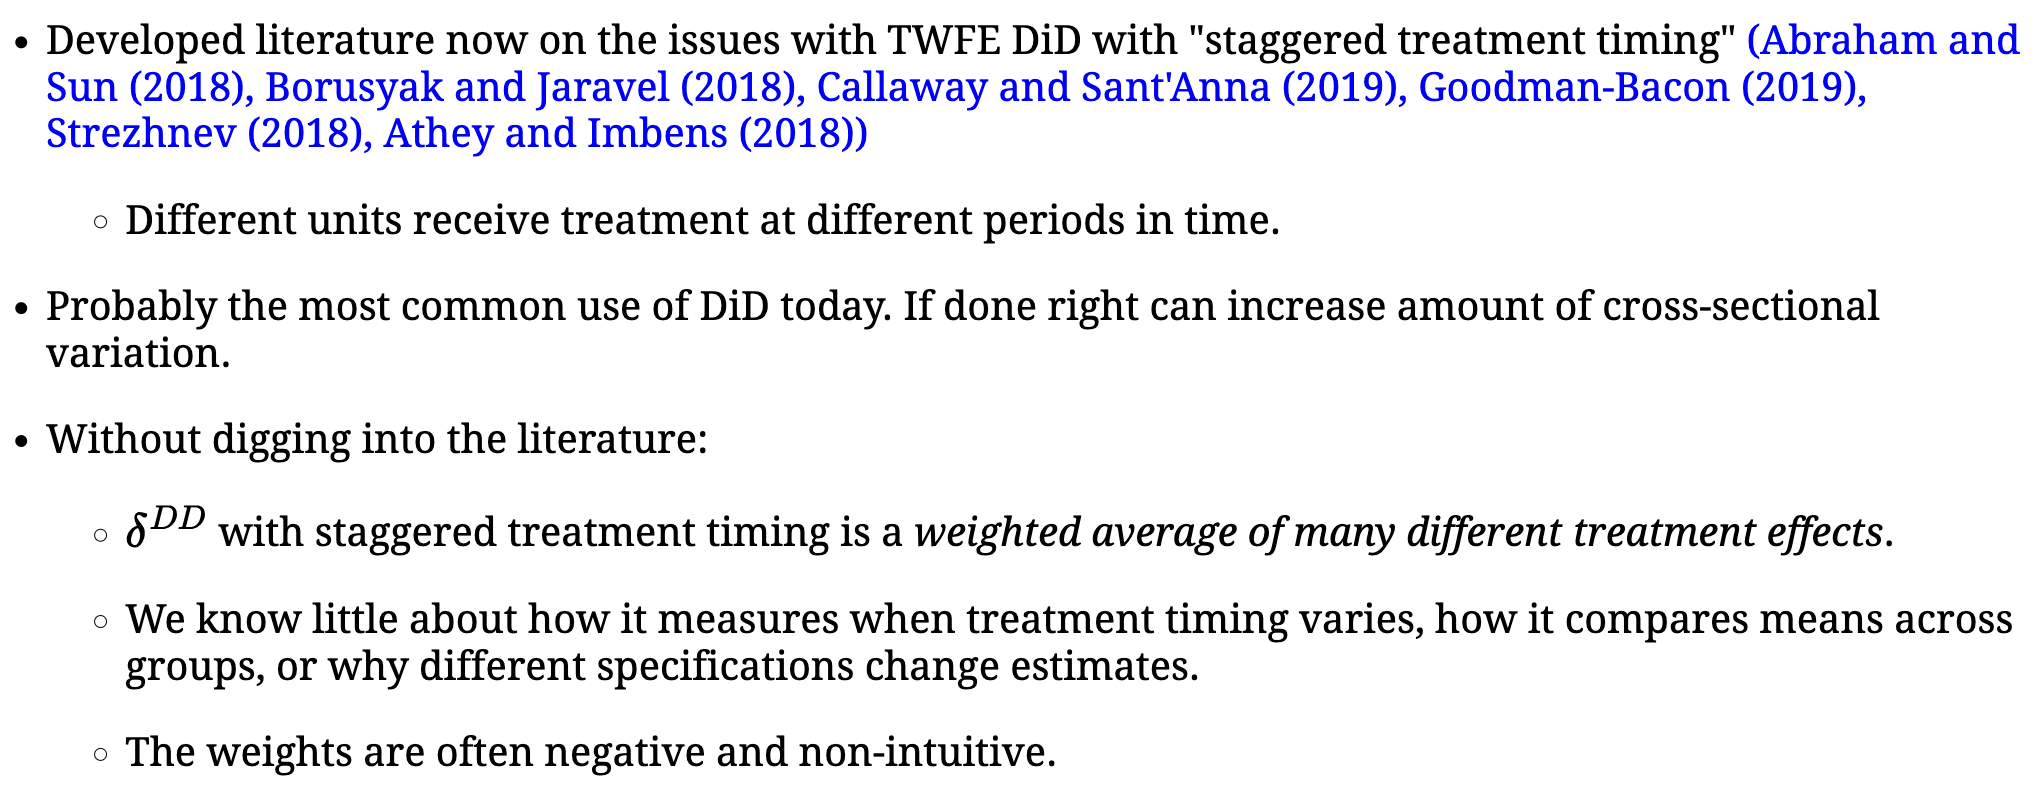 • Developed literature now on the issues with TWFE DiD with "staggered treatment timing" (Abraham and
Sun (2018), Borusyak and Jaravel (2018), Callaway and Sant'Anna (2019), Goodman-Bacon (2019),
Strezhnev (2018), Athey and Imbens (2018))
◦ Different units receive treatment at different periods in time.
• Probably the most common use of DiD today. If done right can increase amount of cross-sectional
variation.
• Without digging into the literature:
◦ δ^{DD} with staggered treatment timing is a weighted average of many different treatment effects.
◦ We know little about how it measures when treatment timing varies, how it compares means across
groups, or why different specifications change estimates.
◦ The weights are often negative and non-intuitive.